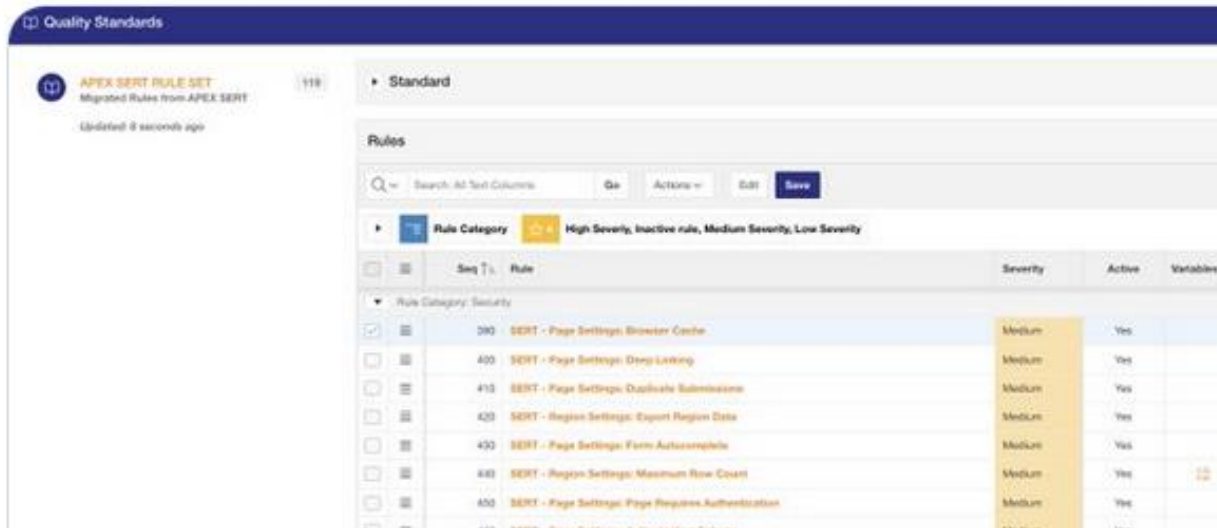 Quality Standards
APEX SERT RULE SET
119
Migrated Rules from APEX SERT
Updated 8 seconds ago
Standard
Rules
Search: All Text Columns
Go
Actions
Edit
Save
Rule Category
4
High Severiy, Inactive rule, Medium Severity, Low Severity
Seq
Rule
Severity
Active
Variables
Rule Category: Security
390 SERT - Page Settings: Browser Cache Medium Yes
400 SERT - Page Settings: Deep Linking Medium Yes
410 SERT - Page Settings: Duplicate Submissions Medium Yes
420 SERT - Region Settings: Export Region Data Medium Yes
430 SERT - Page Settings: Form Autocomplete Medium Yes
440 SERT - Region Settings: Maximum Row Count Medium Yes
450 SERT - Page Settings: Page Requires Authentication Medium Yes